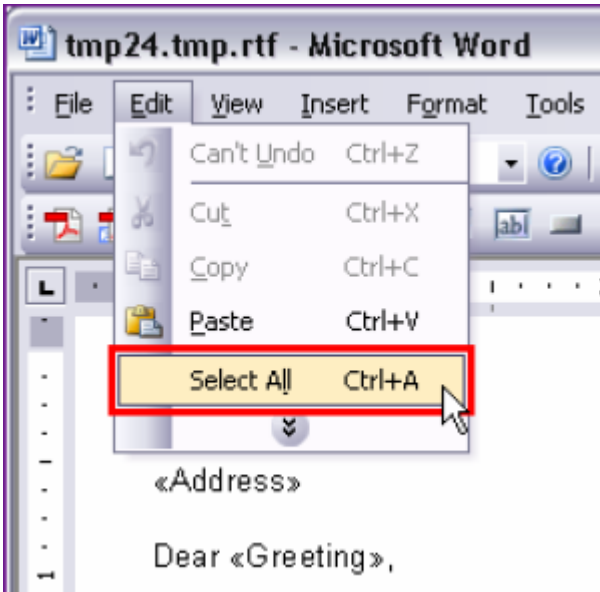 tmp24.tmp.rtf - Microsoft Word
File Edit View Insert Format Tools
Can't Undo Ctrl+Z
Cut Ctrl+X
abl
Copy Ctrl+C
L
Paste Ctrl+V
Select All Ctrl+A
«Address»
Dear «Greeting»,
1